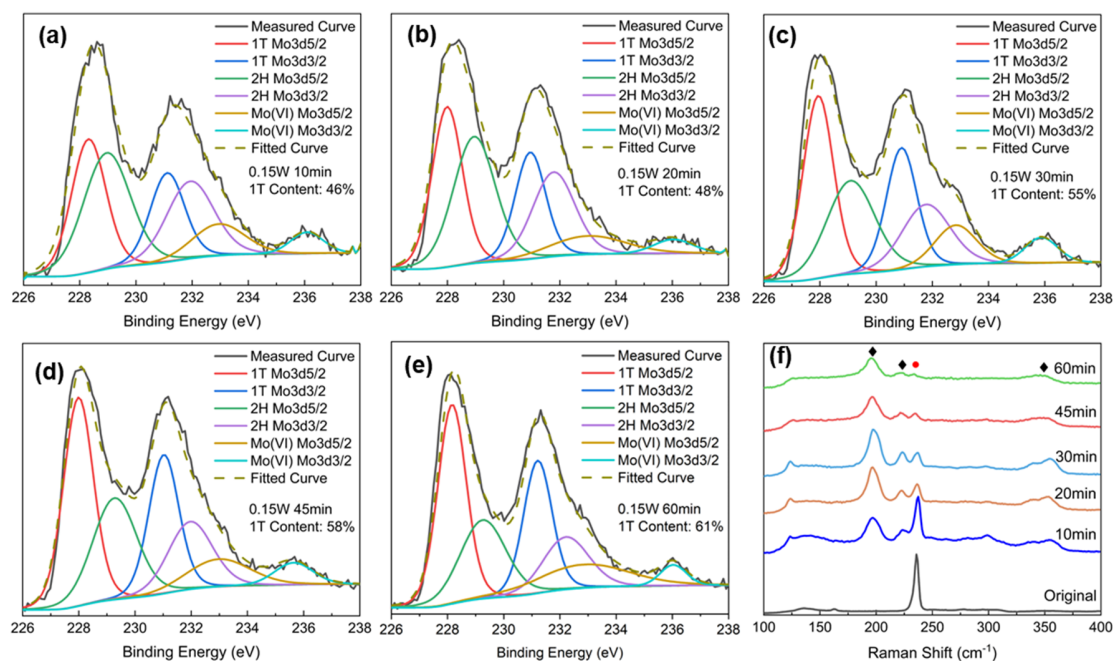 (a)
Measured Curve
1T Mo3d5/2
1T Mo3d3/2
2H Mo3d5/2
2H Mo3d3/2
Mo(VI) Mo3d5/2
Mo(VI) Mo3d3/2
Fitted Curve
0.15W 10min
1T Content: 46%
226 228 230 232 234 236 238
Binding Energy (eV)
(b)
Measured Curve
1T Mo3d5/2
1T Mo3d3/2
2H Mo3d5/2
2H Mo3d3/2
Mo(VI) Mo3d5/2
Mo(VI) Mo3d3/2
Fitted Curve
0.15W 20min
1T Content: 48%
226 228 230 232 234 236 238
Binding Energy (eV)
(c)
Measured Curve
1T Mo3d5/2
1T Mo3d3/2
2H Mo3d5/2
2H Mo3d3/2
Mo(VI) Mo3d5/2
Mo(VI) Mo3d3/2
Fitted Curve
0.15W 30min
1T Content: 55%
226 228 230 232 234 236 238
Binding Energy (eV)
(d)
Measured Curve
1T Mo3d5/2
1T Mo3d3/2
2H Mo3d5/2
2H Mo3d3/2
Mo(VI) Mo3d5/2
Mo(VI) Mo3d3/2
Fitted Curve
0.15W 45min
1T Content: 58%
226 228 230 232 234 236 238
Binding Energy (eV)
(e)
Measured Curve
1T Mo3d5/2
1T Mo3d3/2
2H Mo3d5/2
2H Mo3d3/2
Mo(VI) Mo3d5/2
Mo(VI) Mo3d3/2
Fitted Curve
0.15W 60min
1T Content: 61%
226 228 230 232 234 236 238
Binding Energy (eV)
(f)
60min
45min
30min
20min
10min
Original
100 150 200 250 300 350 400
Raman Shift (cm⁻¹)